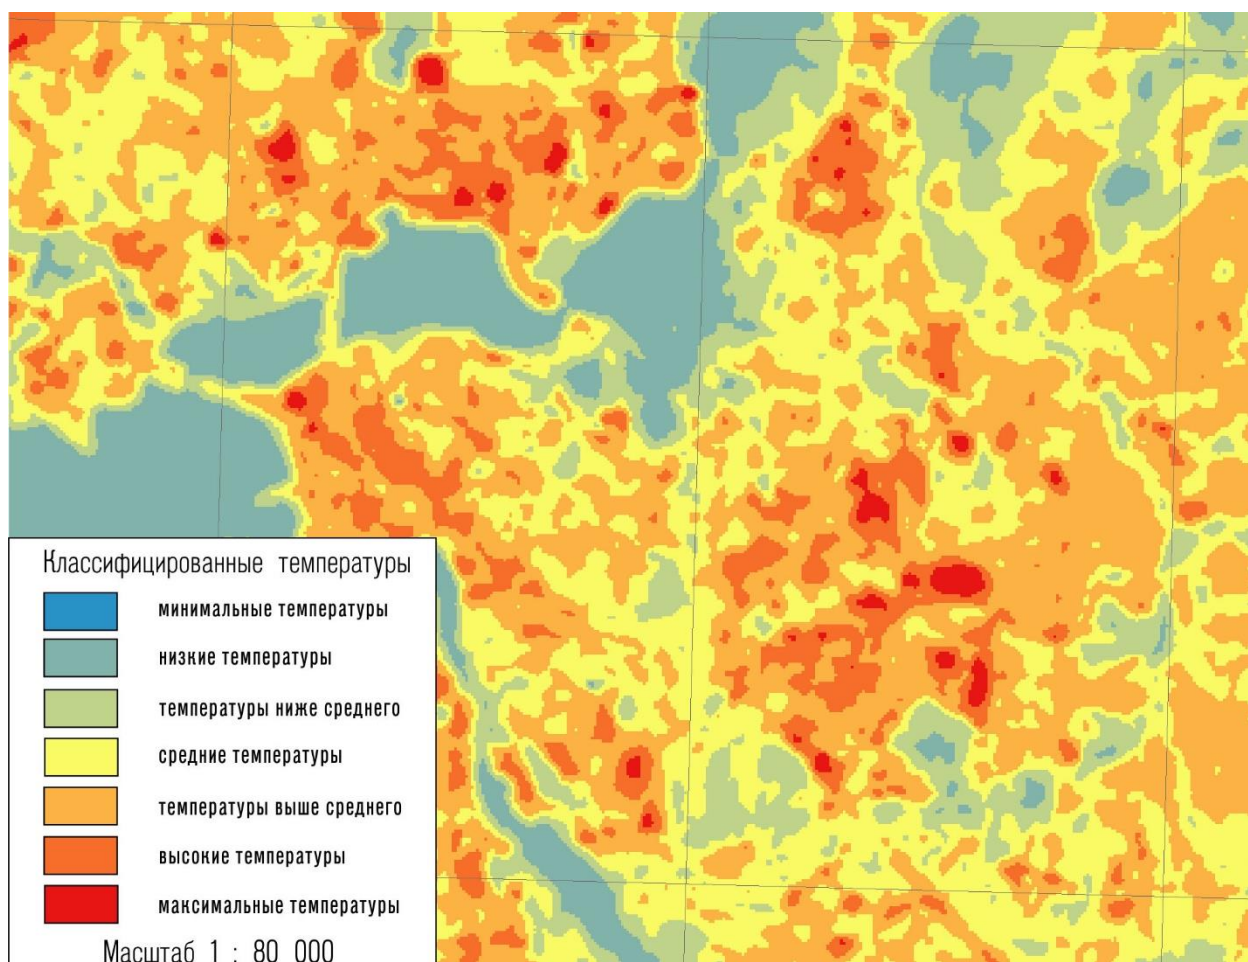 Классифицированные температуры
минимальные температуры
низкие температуры
температуры ниже среднего
средние температуры
температуры выше среднего
высокие температуры
максимальные температуры
Масштаб 1 : 80 000